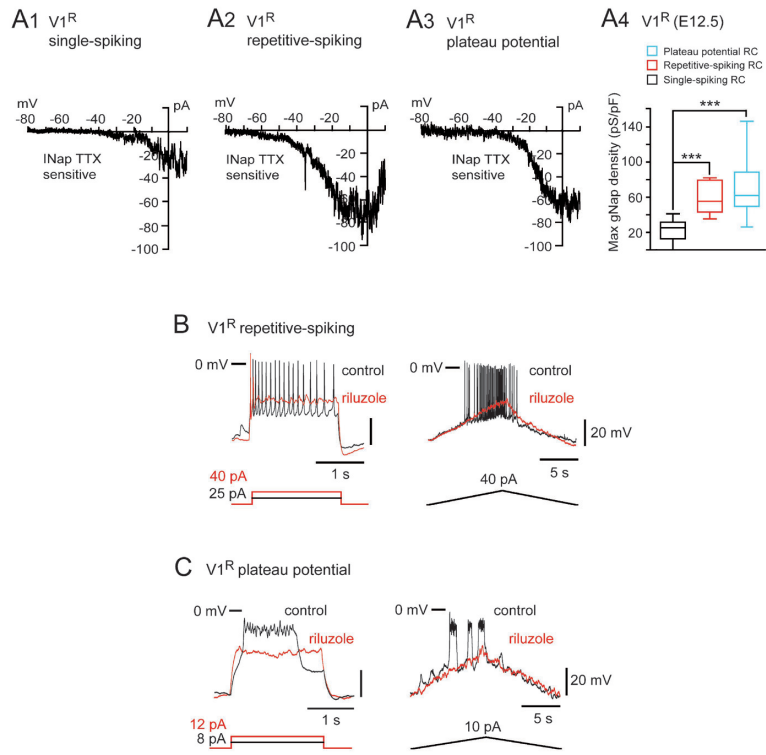 A1 V1R single-spiking
A2 V1R repetitive-spiking
A3 V1R plateau potential
A4 V1R (E12.5)
Plateau potential RC
Repetitive-spiking RC
Single-spiking RC
mV
pA
-80 -60 -40 -20
-20
-40
-60
-80
-100
INap TTX
sensitive
mV
pA
-80 -60 -40 -20
-20
-40
-60
-80
-100
INap TTX
sensitive
mV
pA
-80 -60 -40 -20
-20
-40
-60
-80
-100
INap TTX
sensitive
Max gNap density (pS/pF)
140
100
60
20
***
***
B V1R repetitive-spiking
0 mV
control
riluzole
1 s
40 pA
25 pA
0 mV
control
riluzole
20 mV
5 s
40 pA
C V1R plateau potential
0 mV
control
riluzole
1 s
12 pA
8 pA
0 mV
control
riluzole
20 mV
5 s
10 pA